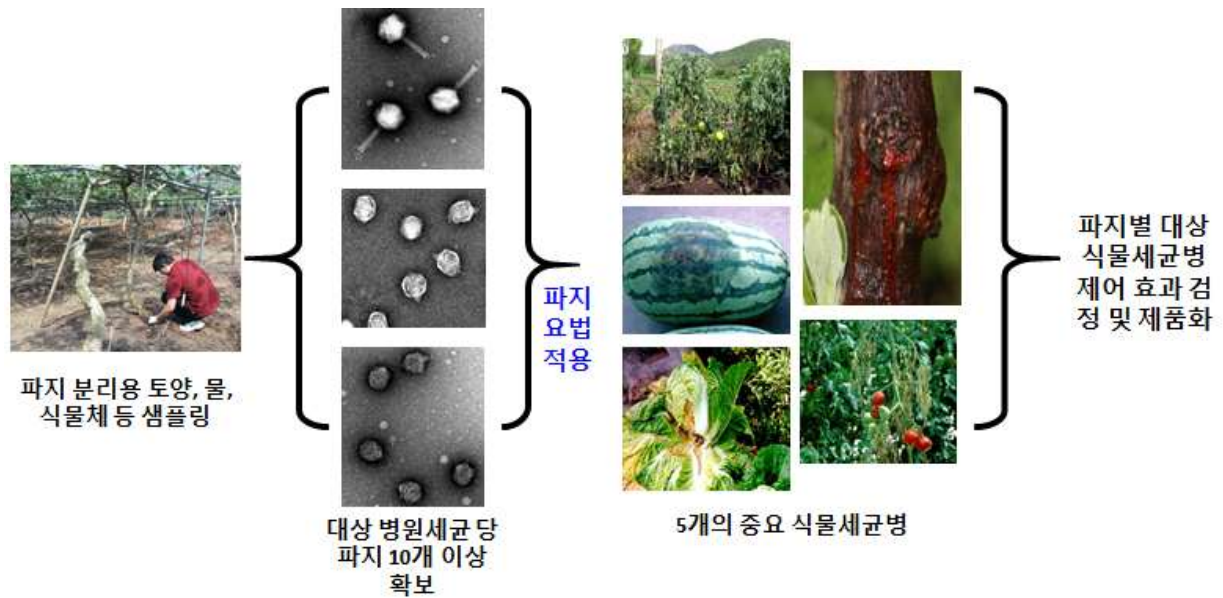 파지 분리용 토양, 물,
식물체 등 샘플링
대상 병원세균 당
파지 10개 이상
확보
파지
요법
적용
5개의 중요 식물세균병
파지별 대상
식물세균병
제어 효과 검
정 및 제품화